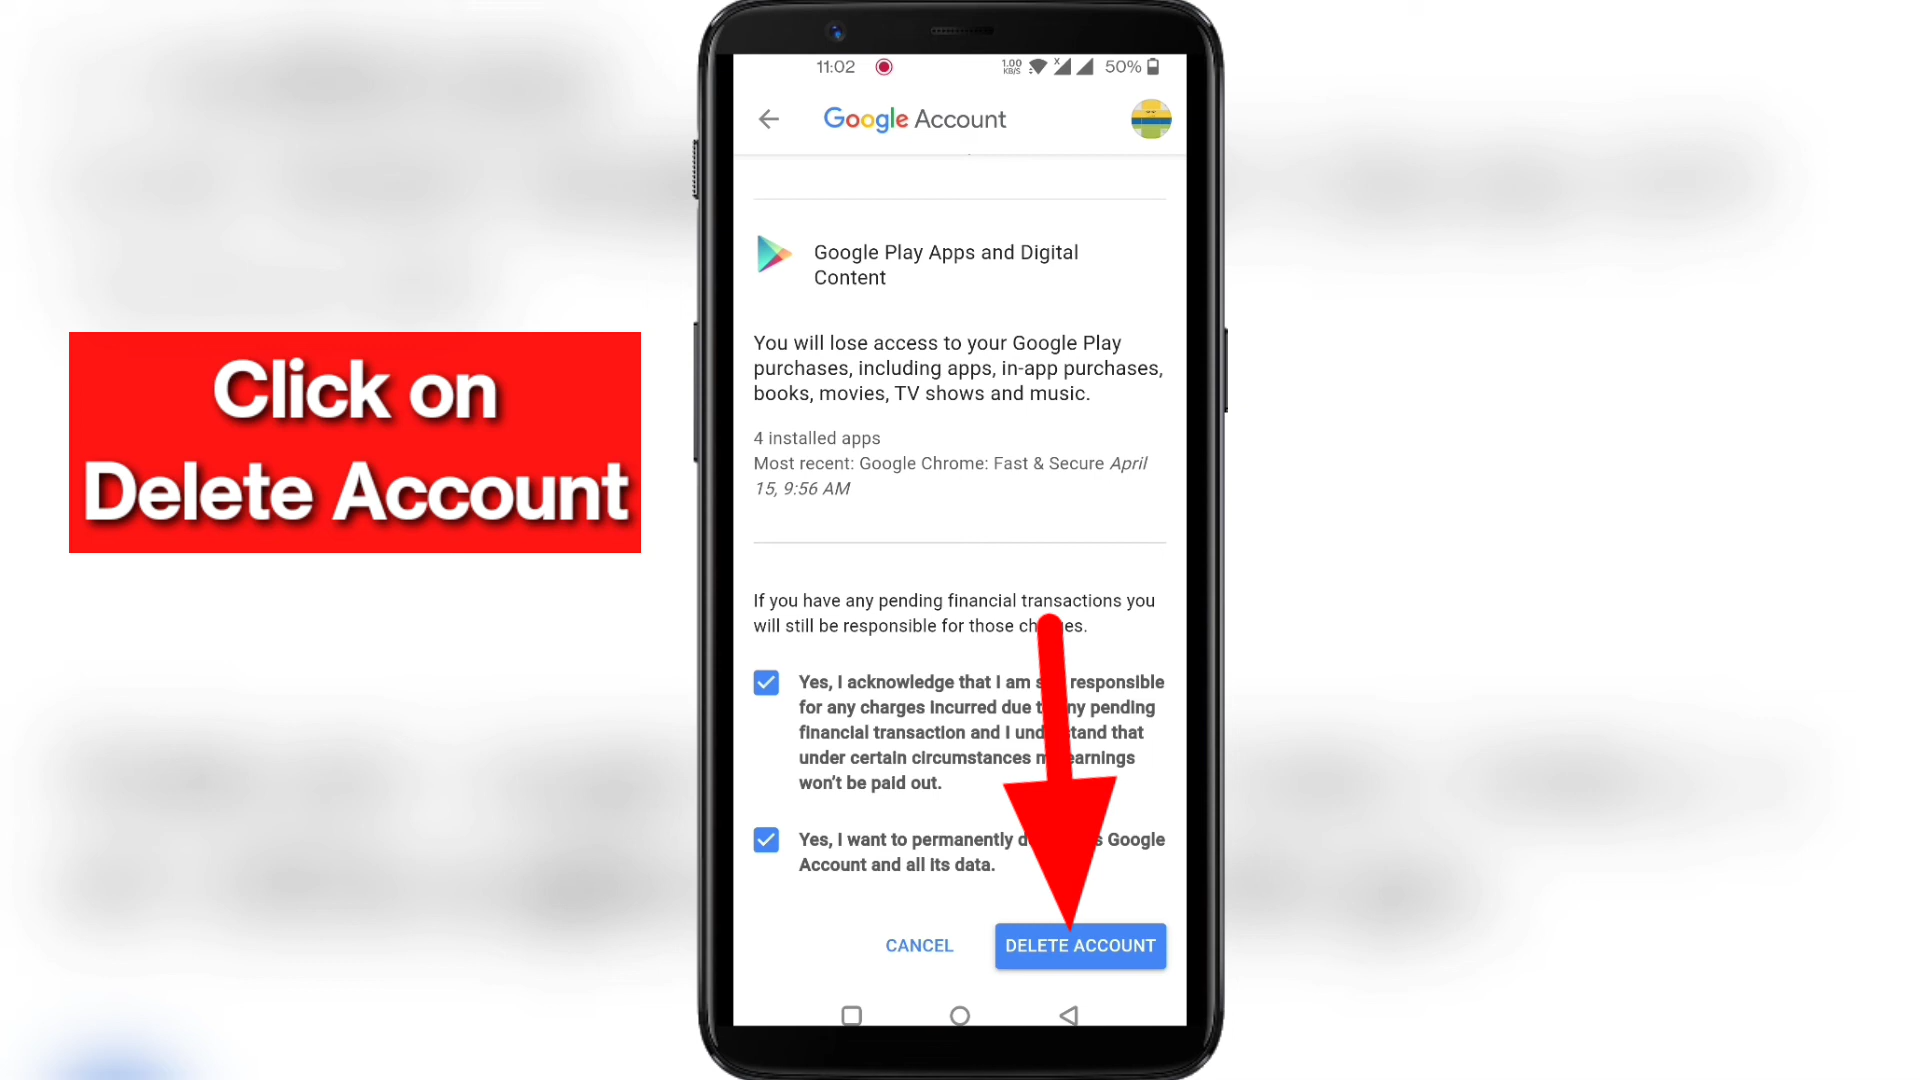 Click on
Delete Account
11:02
1.00
KB/S
x
50%
Google Account
Google Play Apps and Digital
Content
You will lose access to your Google Play
purchases, including apps, in-app purchases,
books, movies, TV shows and music.
4 installed apps
Most recent: Google Chrome: Fast & Secure April
15, 9:56 AM
If you have any pending financial transactions you
will still be responsible for those
Yes, I acknowledge that I am responsible
for any charges incurred due pending
financial transaction and I that
under certain circumstances earnings
won't be paid out.
Yes, I want to permanently Google
Account and all its data.
CANCEL
DELETE ACCOUNT